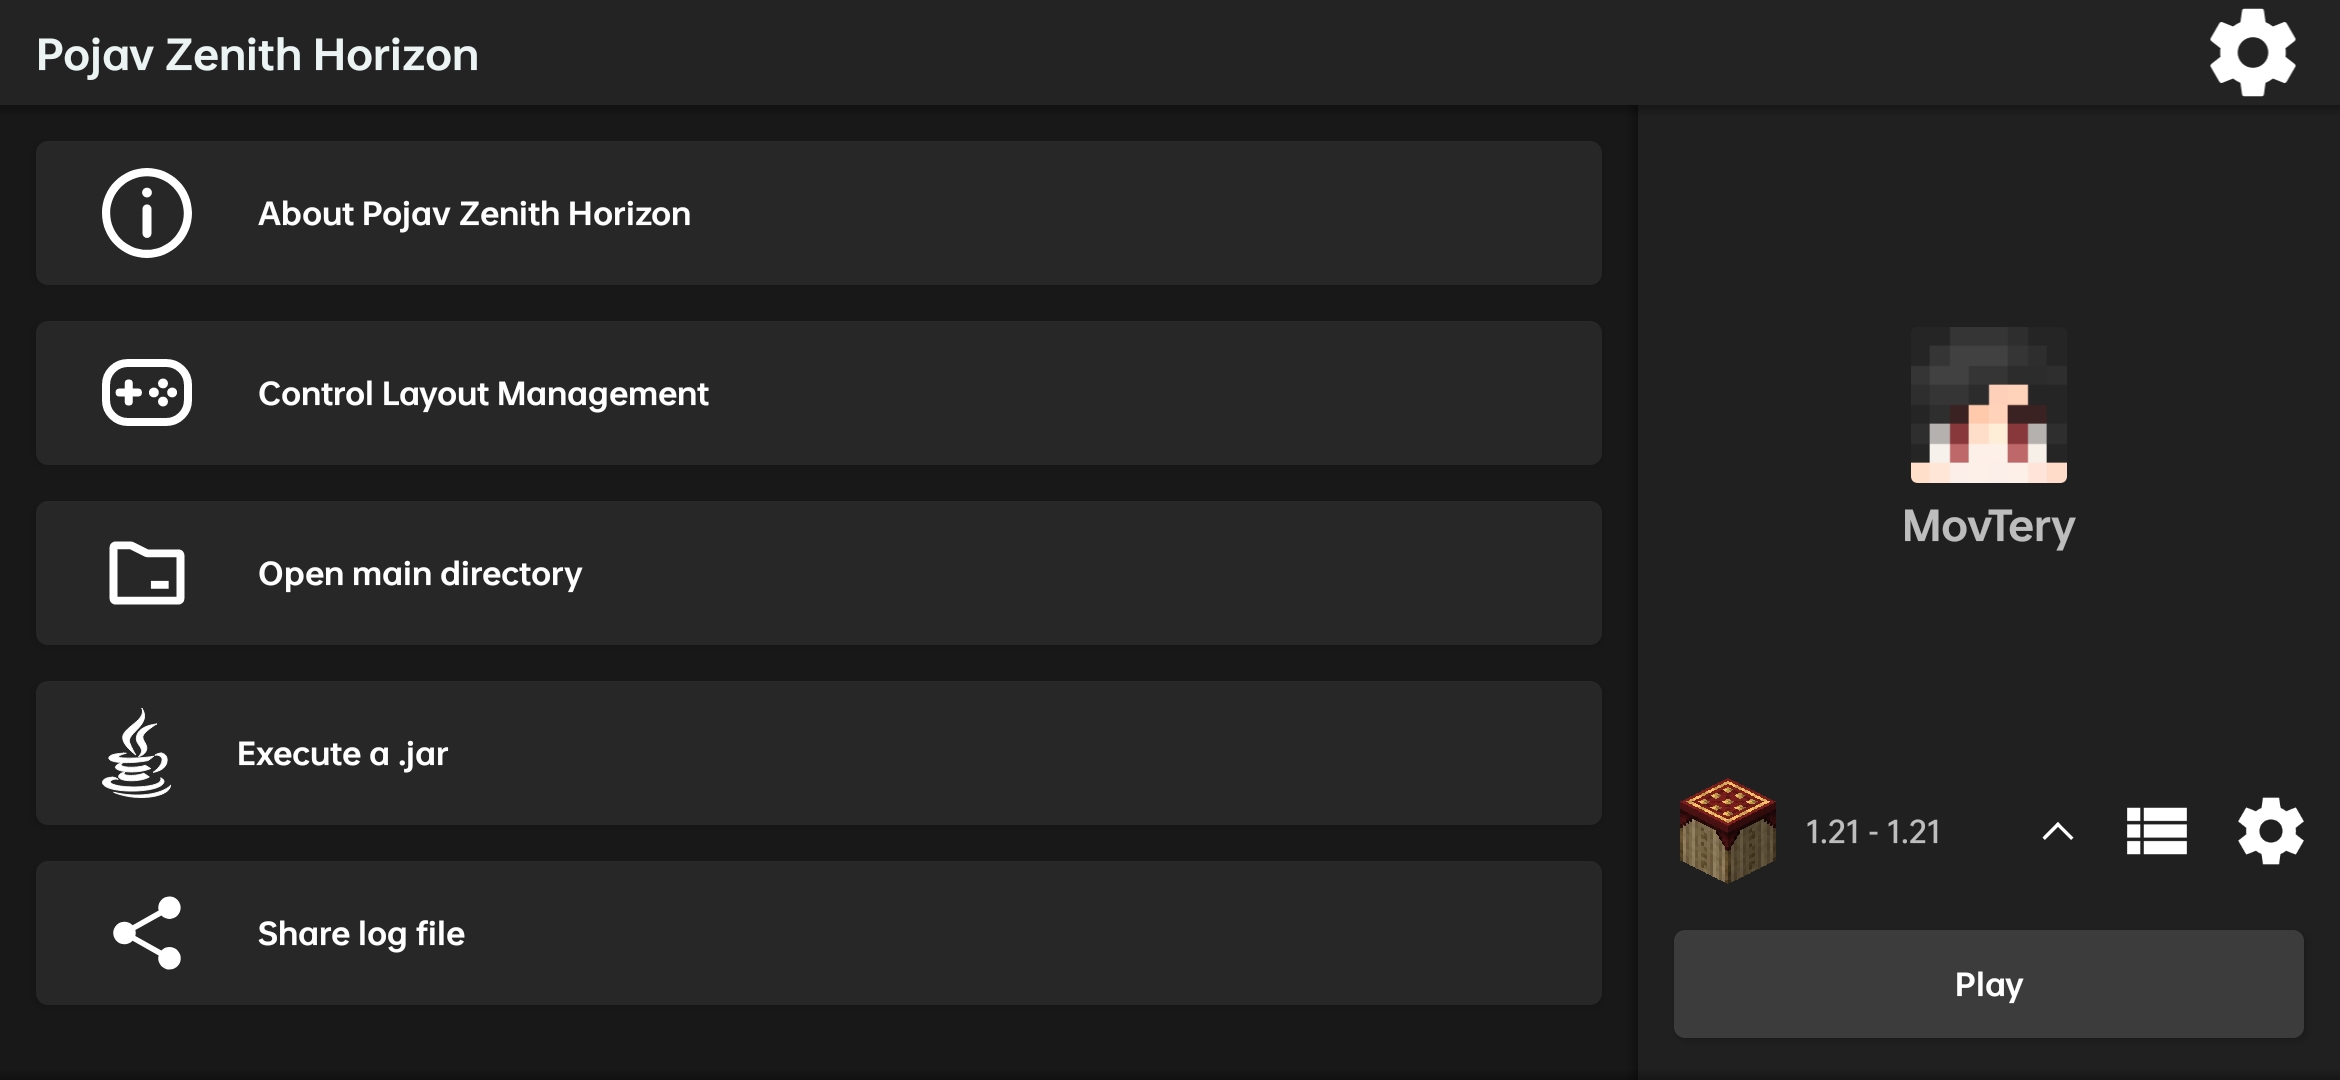 Pojav Zenith Horizon
About Pojav Zenith Horizon
Control Layout Management
Open main directory
Execute a .jar
Share log file
MovTery
1.21 - 1.21
Play